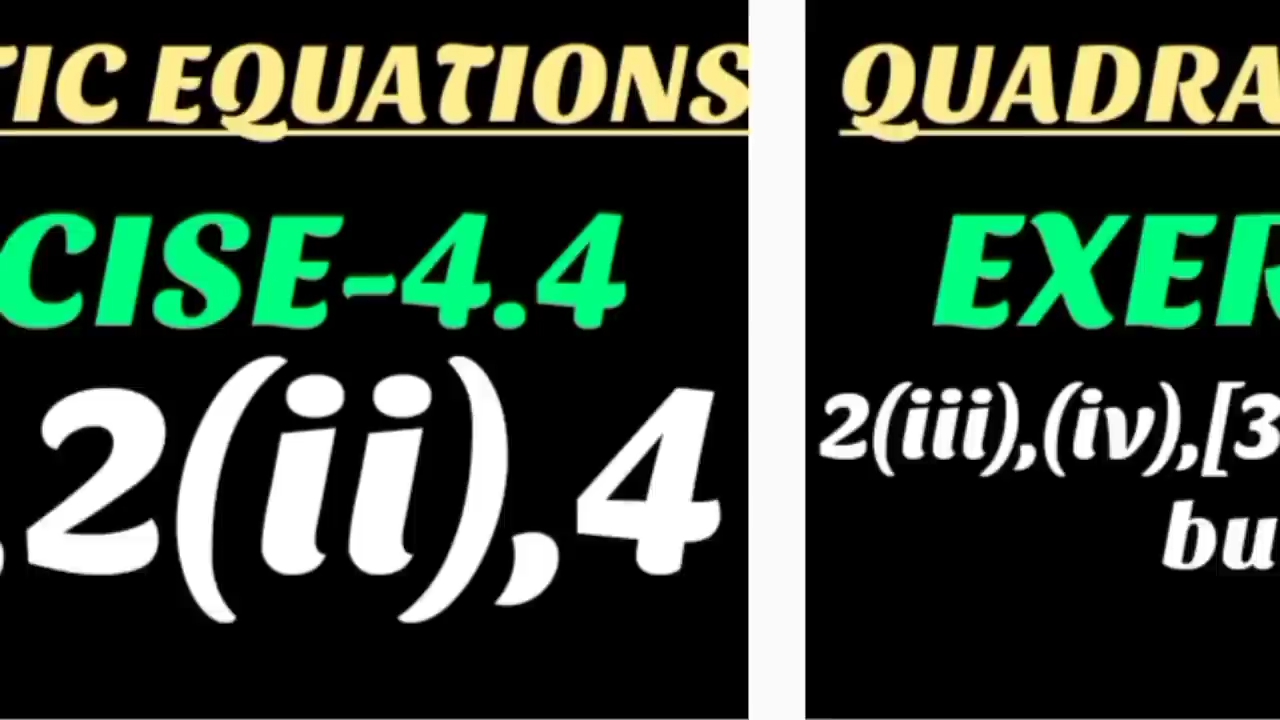 TIC EQUATIONS
CISE-4.4
,2(ii),4
QUADRA
EXER
2(iii),(iv),[3
bu